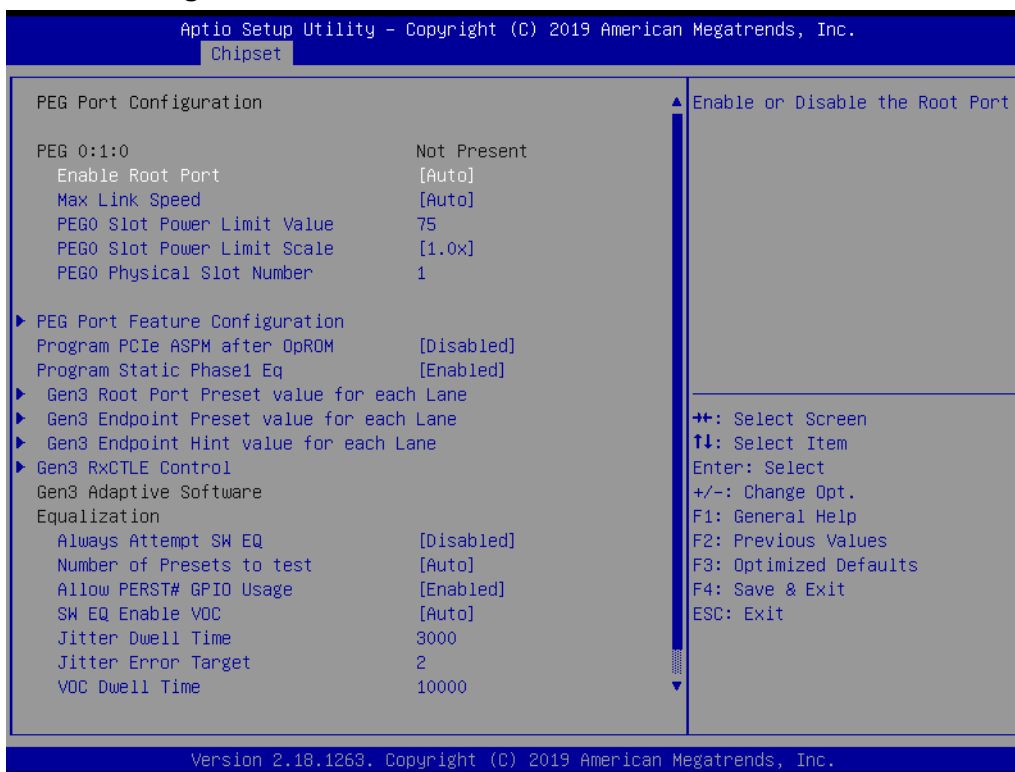 Aptio Setup Utility – Copyright (C) 2019 American Megatrends, Inc.
Chipset
PEG Port Configuration
Enable or Disable the Root Port
PEG 0:1:0 Not Present
Enable Root Port [Auto]
Max Link Speed [Auto]
PEG0 Slot Power Limit Value 75
PEG0 Slot Power Limit Scale [1.0x]
PEG0 Physical Slot Number 1
PEG Port Feature Configuration
Program PCIe ASPM after OpROM [Disabled]
Program Static Phase1 Eq [Enabled]
Gen3 Root Port Preset value for each Lane
Gen3 Endpoint Preset value for each Lane
Gen3 Endpoint Hint value for each Lane
Gen3 RxCTLE Control
Gen3 Adaptive Software
Equalization
Always Attempt SW EQ [Disabled]
Number of Presets to test [Auto]
Allow PERST# GPIO Usage [Enabled]
SW EQ Enable VOC [Auto]
Jitter Dwell Time 3000
Jitter Error Target 2
VOC Dwell Time 10000
→←: Select Screen
↑↓: Select Item
Enter: Select
+/-: Change Opt.
F1: General Help
F2: Previous Values
F3: Optimized Defaults
F4: Save & Exit
ESC: Exit
Version 2.18.1263. Copyright (C) 2019 American Megatrends, Inc.